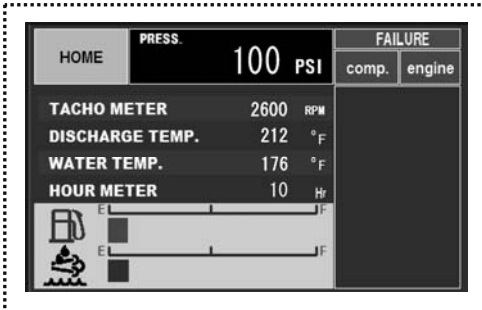 HOME
PRESS.
100 PSI
FAILURE
comp. engine
TACHO METER 2600 RPM
DISCHARGE TEMP. 212 °F
WATER TEMP. 176 °F
HOUR METER 10 Hr
E F
E F